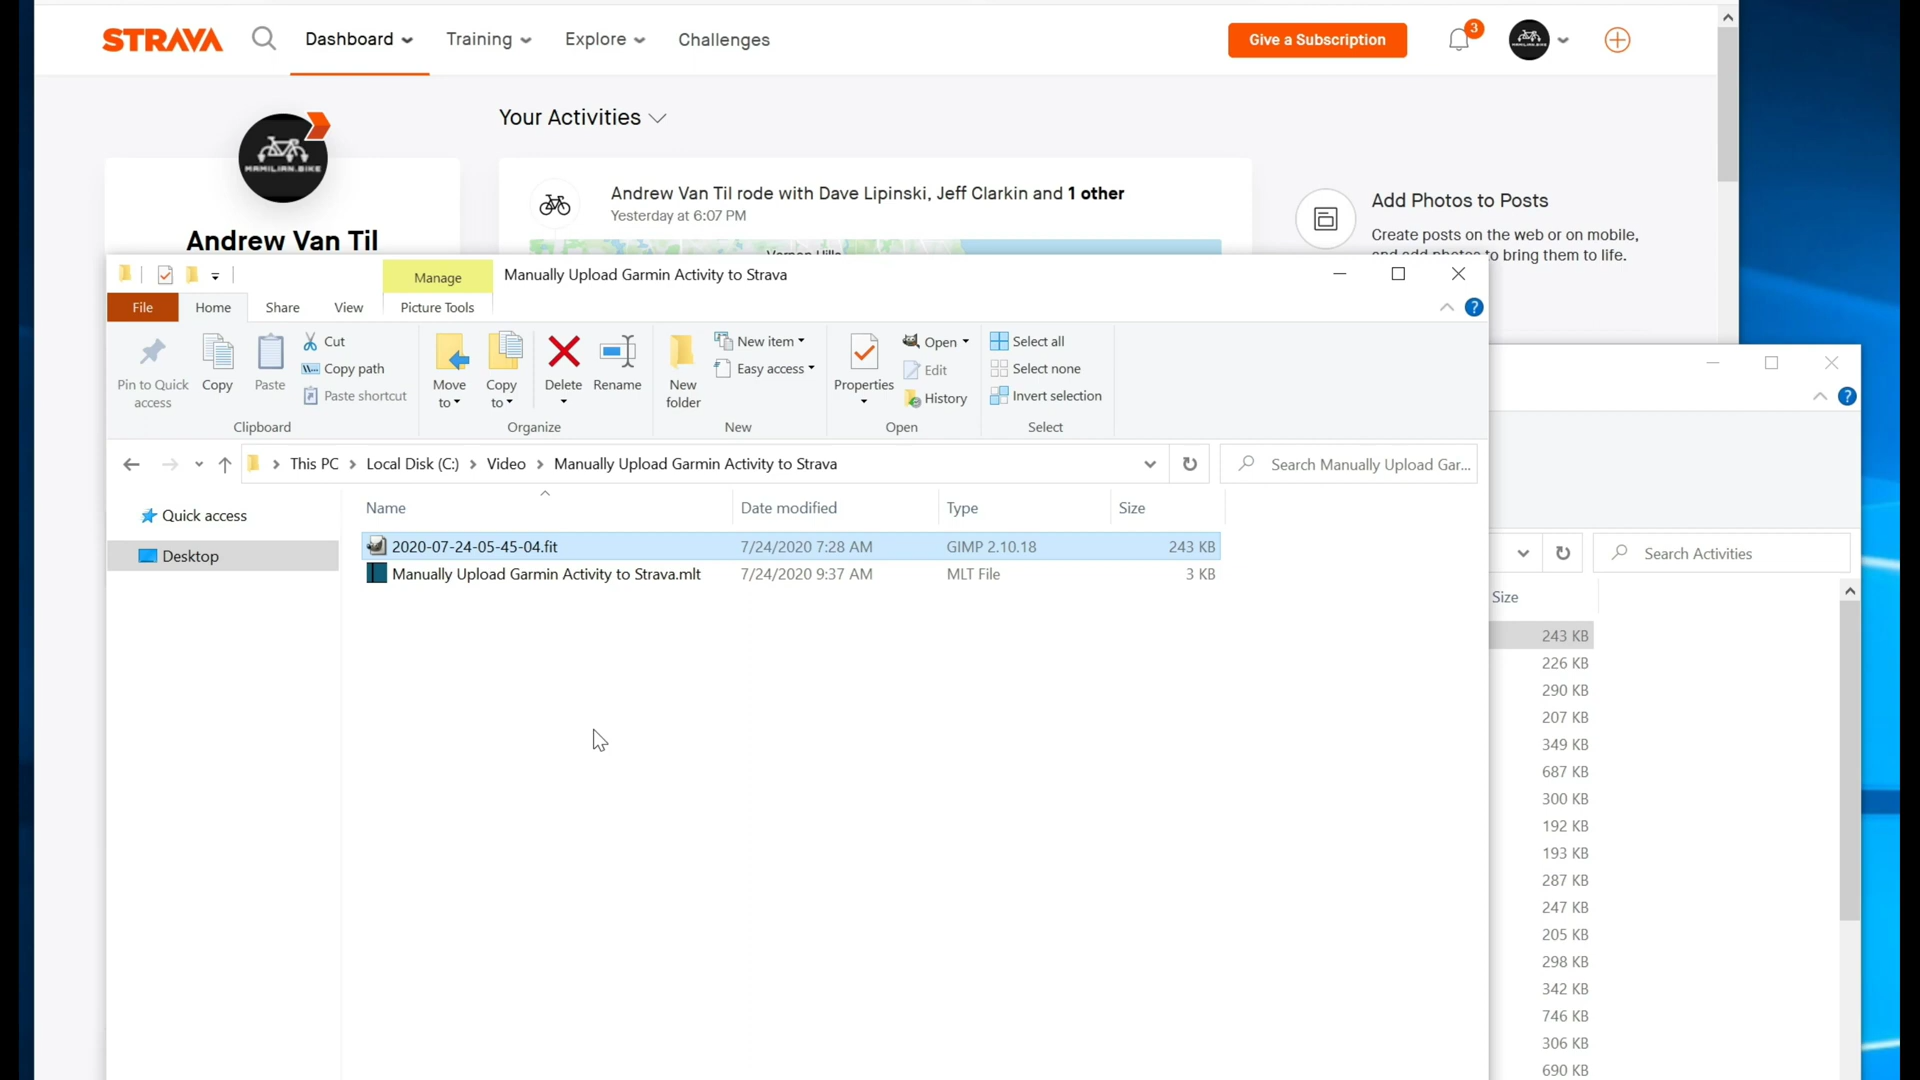 STRAVA Dashboard Training Explore Challenges Give a Subscription 3
MAMILIAN.BIKE
Andrew Van Til
Your Activities
Andrew Van Til rode with Dave Lipinski, Jeff Clarkin and 1 other
Yesterday at 6:07 PM
Add Photos to Posts
Create posts on the web or on mobile,
and add photos to bring them to life.
Manage Manually Upload Garmin Activity to Strava
File Home Share View Picture Tools
Pin to Quick access
Copy
Paste
Cut
Copy path
Paste shortcut
Clipboard
Move to
Copy to
Delete
Rename
Organize
New folder
New item
Easy access
New
Properties
Open
Edit
History
Open
Select all
Select none
Invert selection
Select
This PC Local Disk (C:) Video Manually Upload Garmin Activity to Strava
Search Manually Upload Gar...
Quick access
Desktop
Name Date modified Type Size
2020-07-24-05-45-04.fit 7/24/2020 7:28 AM GIMP 2.10.18 243 KB
Manually Upload Garmin Activity to Strava.mlt 7/24/2020 9:37 AM MLT File 3 KB
Search Activities
Size
243 KB
226 KB
290 KB
207 KB
349 KB
687 KB
300 KB
192 KB
193 KB
287 KB
247 KB
205 KB
298 KB
342 KB
746 KB
306 KB
690 KB